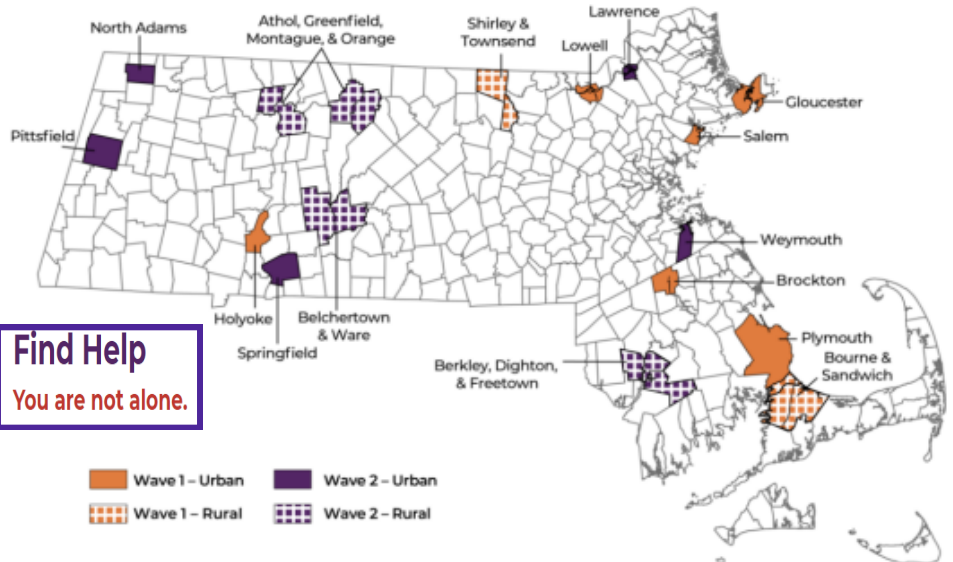 North Adams
Athol, Greenfield,
Montague, & Orange
Shirley &
Townsend
Lawrence
Lowell
Gloucester
Salem
Pittsfield
Weymouth
Brockton
Holyoke
Springfield
Belchertown
& Ware
Plymouth
Bourne &
Sandwich
Berkley, Dighton,
& Freetown
Find Help
You are not alone.
Wave 1 – Urban
Wave 2 – Urban
Wave 1 – Rural
Wave 2 – Rural